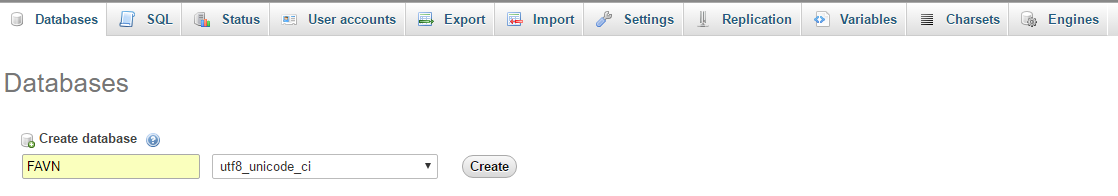 Databases SQL Status User accounts Export Import Settings Replication Variables Charsets Engines
Databases
Create database
FAVN utf8_unicode_ci Create